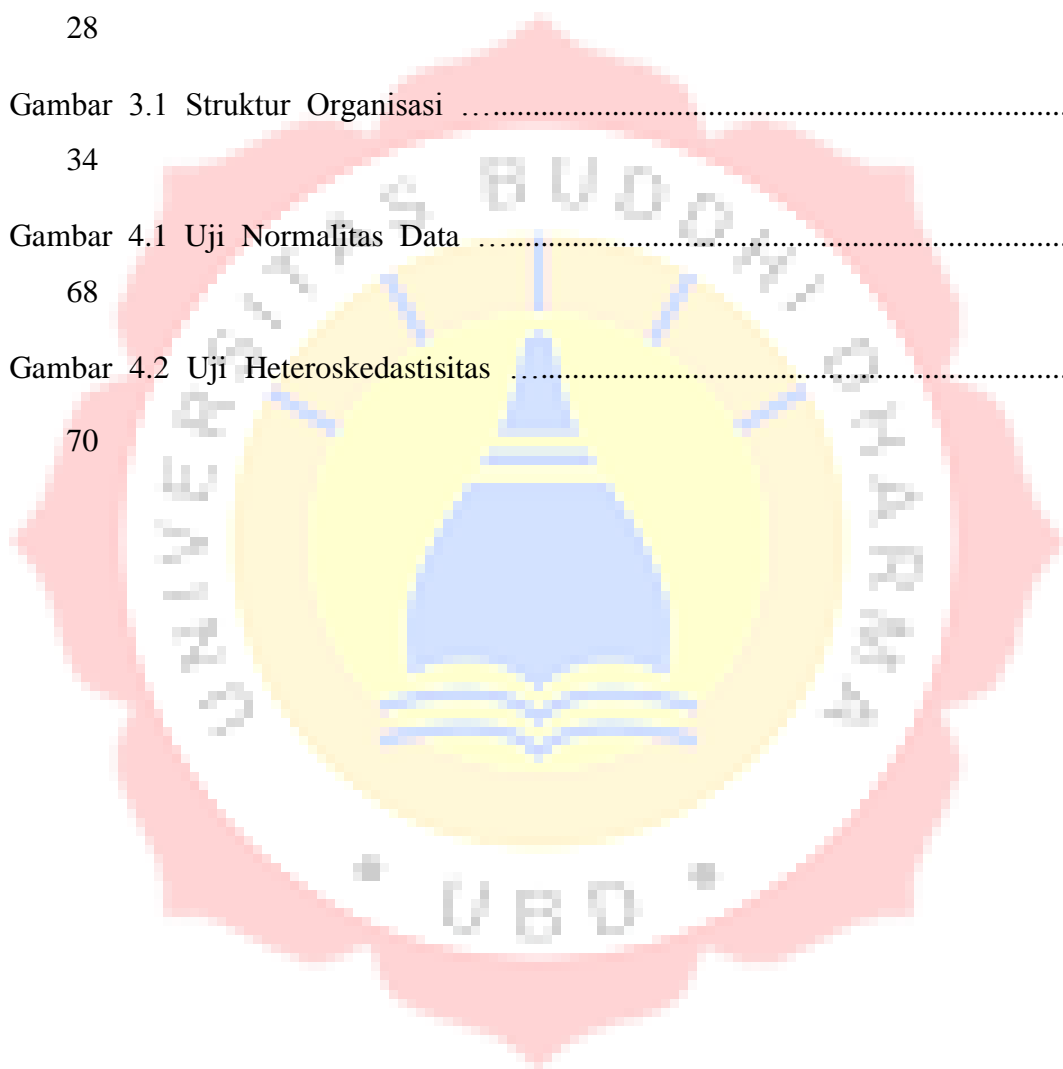 28
Gambar 3.1 Struktur Organisasi ….......................................................................
34
Gambar 4.1 Uji Normalitas Data ….....................................................................
68
Gambar 4.2 Uji Heteroskedastisitas ….................................................................
70
UNIVERSITAS BUDDHI DHARMA
• UBD •